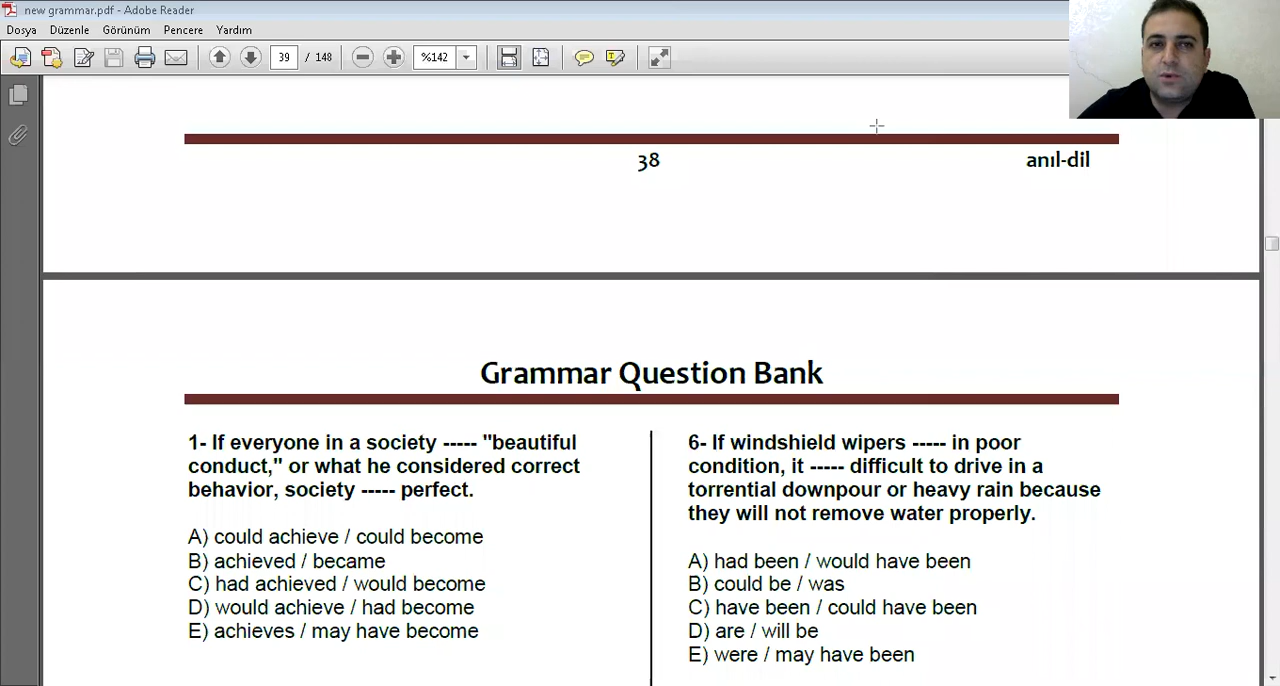 new grammar.pdf - Adobe Reader
Dosya Düzenle Görünüm Pencere Yardım
39 / 148 %142
38 anıl-dil
Grammar Question Bank
1- If everyone in a society ----- "beautiful
conduct," or what he considered correct
behavior, society ----- perfect.
A) could achieve / could become
B) achieved / became
C) had achieved / would become
D) would achieve / had become
E) achieves / may have become
6- If windshield wipers ----- in poor
condition, it ----- difficult to drive in a
torrential downpour or heavy rain because
they will not remove water properly.
A) had been / would have been
B) could be / was
C) have been / could have been
D) are / will be
E) were / may have been